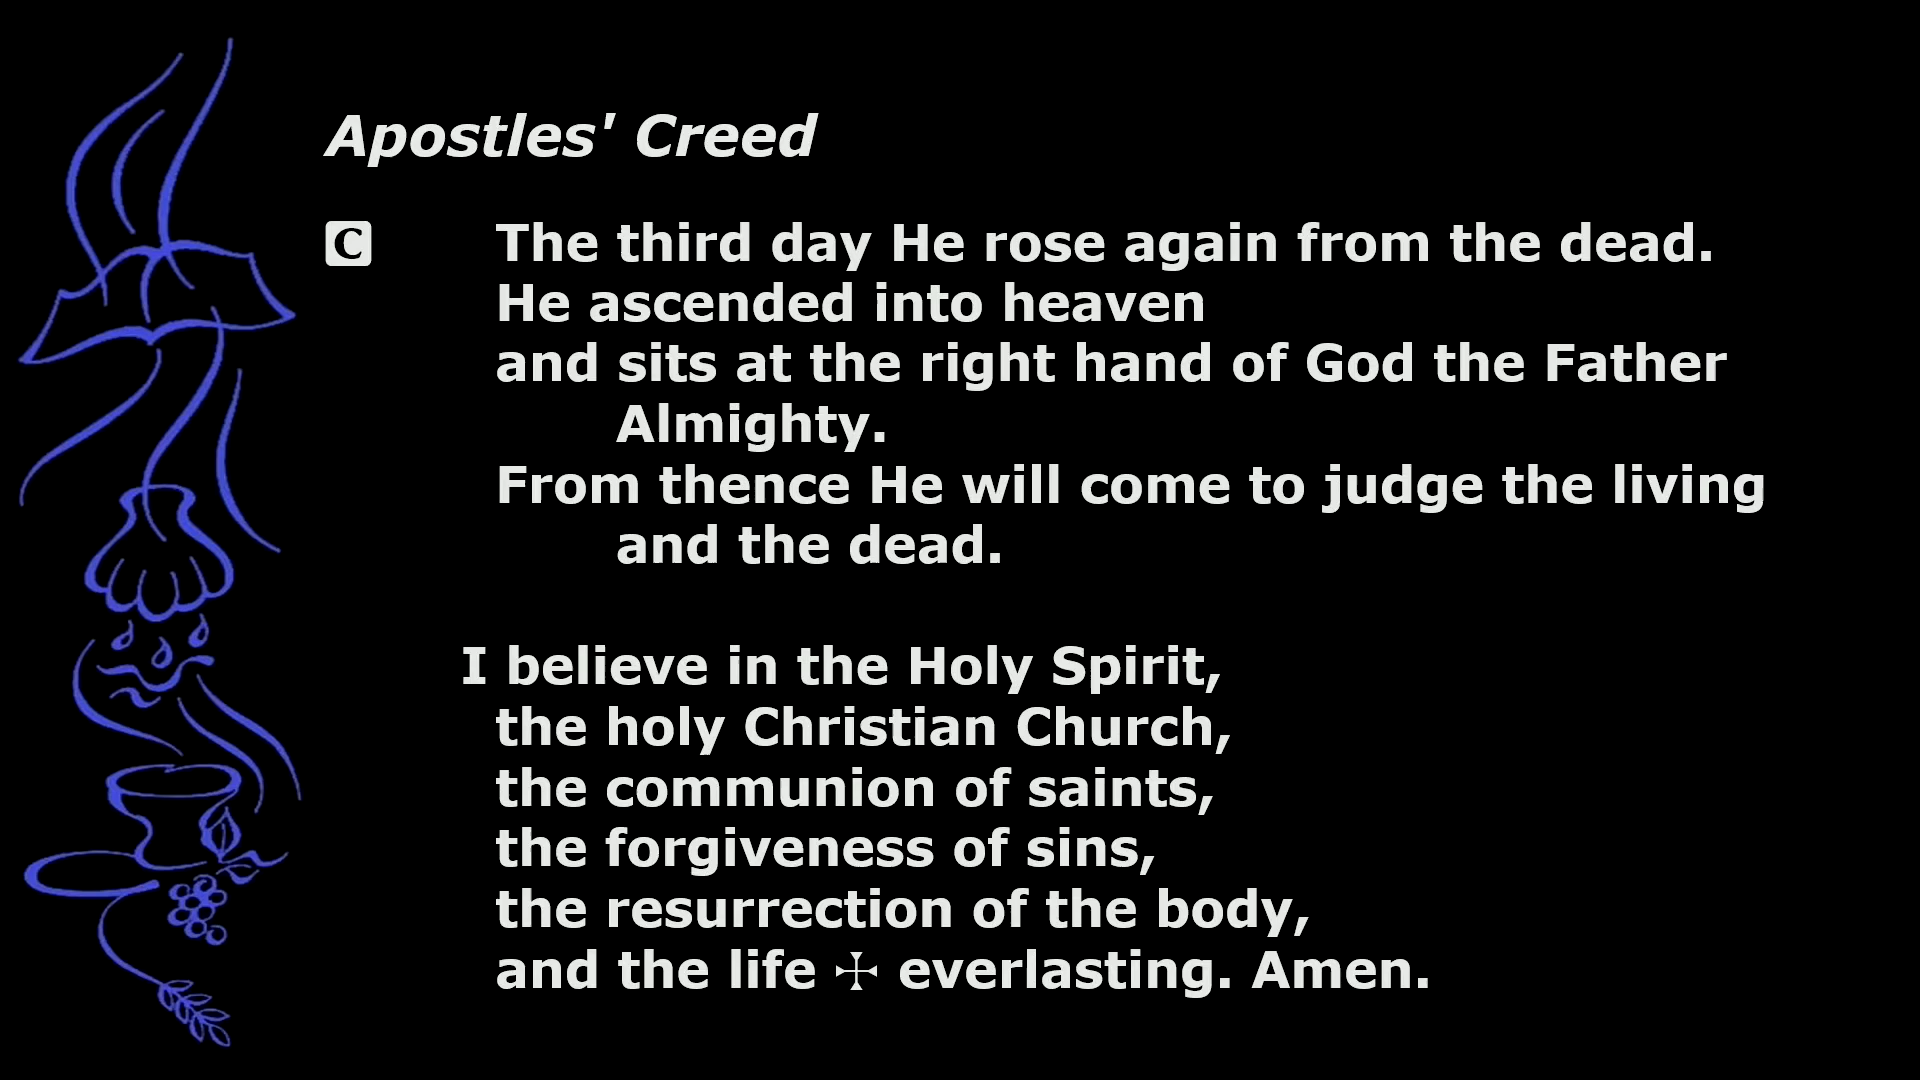 Apostles' Creed
C The third day He rose again from the dead.
He ascended into heaven
and sits at the right hand of God the Father
Almighty.
From thence He will come to judge the living
and the dead.
I believe in the Holy Spirit,
the holy Christian Church,
the communion of saints,
the forgiveness of sins,
the resurrection of the body,
and the life ☩ everlasting. Amen.